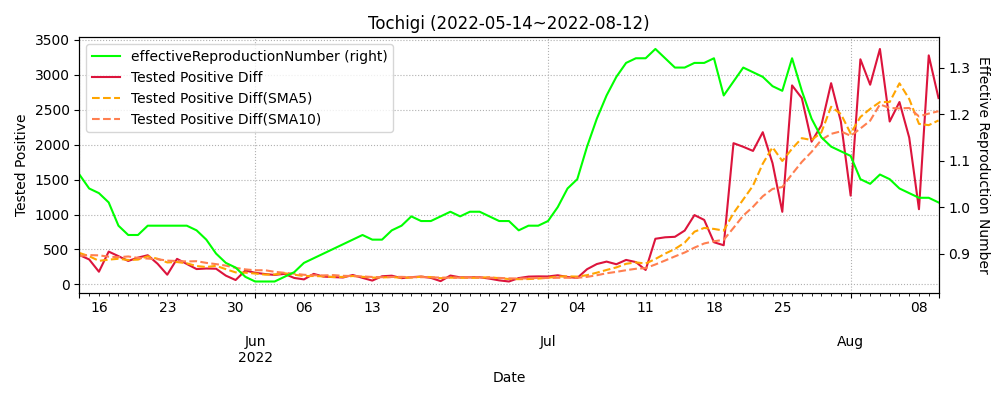 Tochigi (2022-05-14~2022-08-12)
effectiveReproductionNumber (right)
Tested Positive Diff
Tested Positive Diff(SMA5)
Tested Positive Diff(SMA10)
Tested Positive
3500
3000
2500
2000
1500
1000
500
0
1.3
1.2
1.1
1.0
0.9
Effective Reproduction Number
16 23 30 06 13 20 27 04 11 18 25 08
Jun Jul Aug
2022
Date